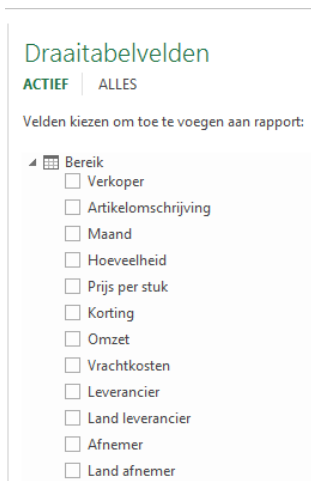 Draaitabelvelden
ACTIEF ALLES
Velden kiezen om toe te voegen aan rapport:
Bereik
Verkoper
Artikelomschrijving
Maand
Hoeveelheid
Prijs per stuk
Korting
Omzet
Vrachtkosten
Leverancier
Land leverancier
Afnemer
Land afnemer